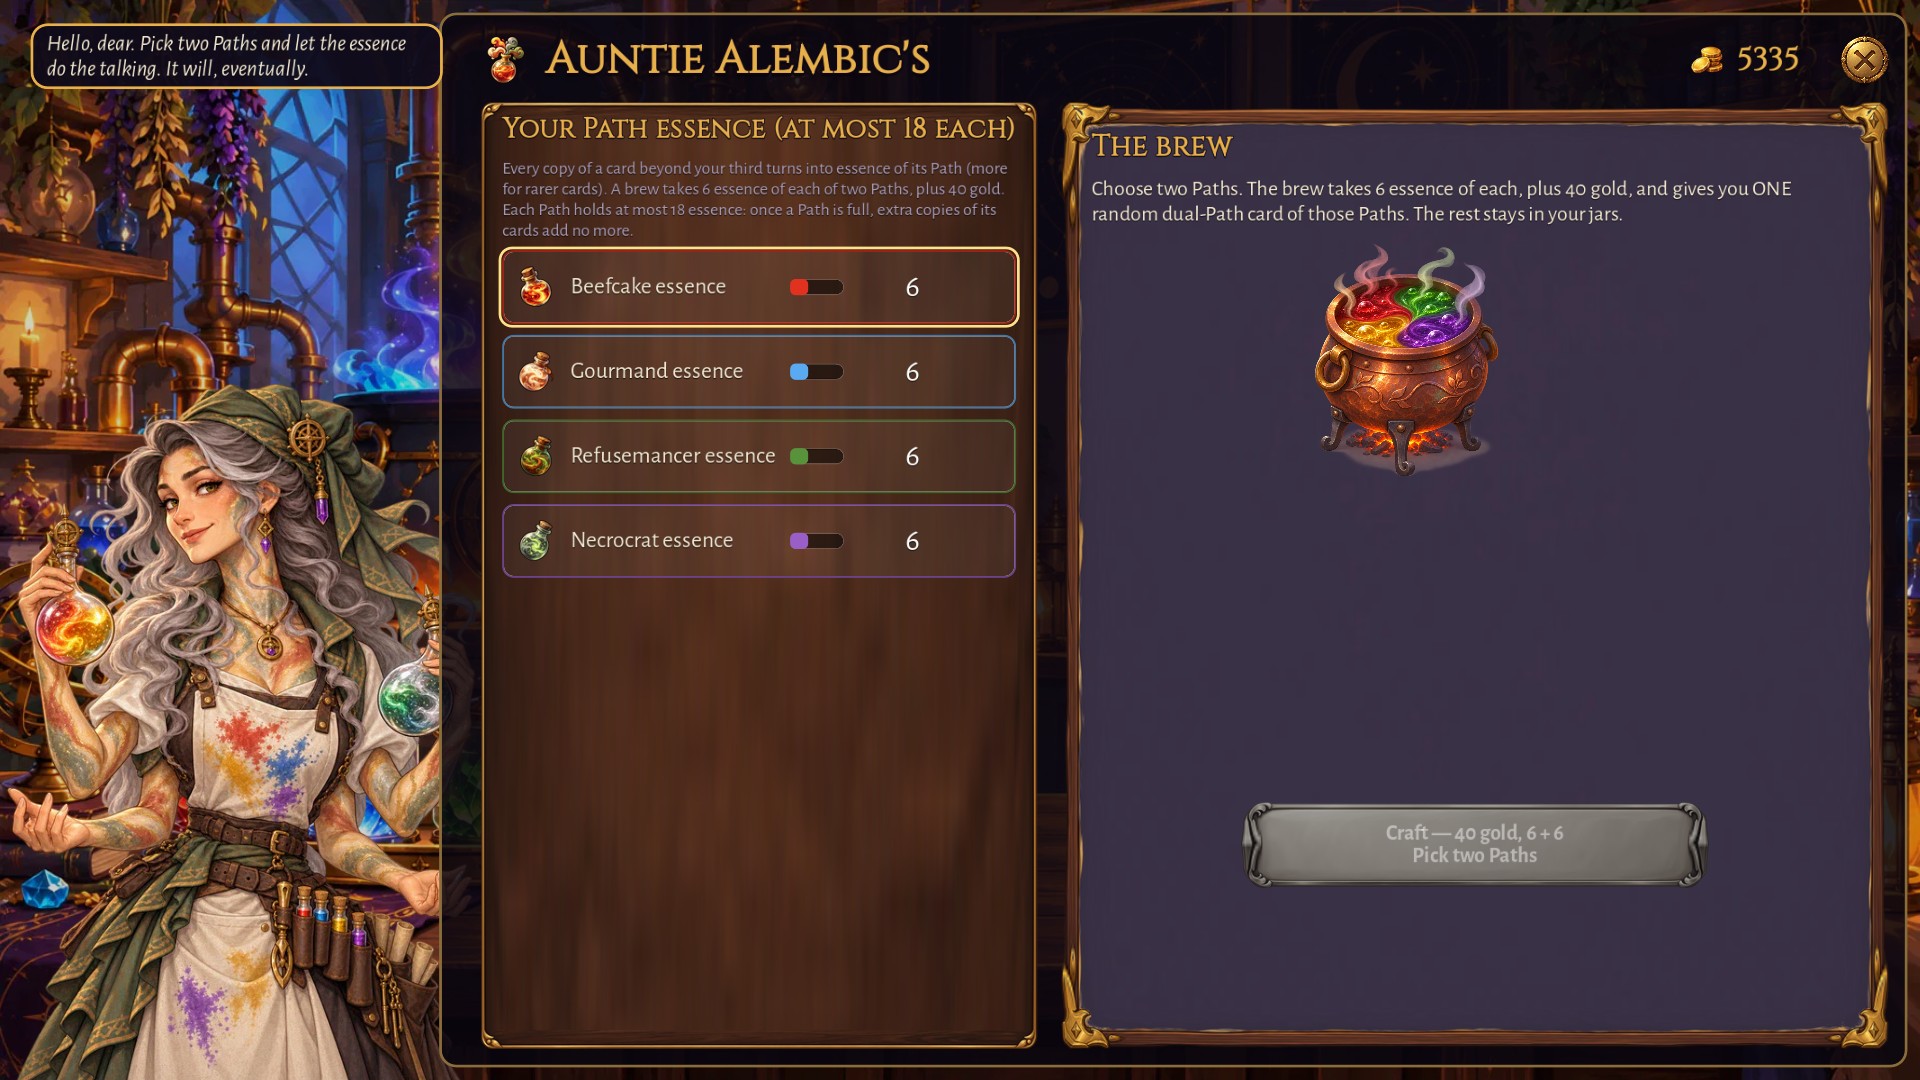 Hello, dear. Pick two Paths and let the essence
do the talking. It will, eventually.
AUNTIE ALEMBIC'S
5335
YOUR PATH ESSENCE (AT MOST 18 EACH)
Every copy of a card beyond your third turns into essence of its Path (more
for rarer cards). A brew takes 6 essence of each of two Paths, plus 40 gold.
Each Path holds at most 18 essence: once a Path is full, extra copies of its
cards add no more.
Beefcake essence 6
Gourmand essence 6
Refusemancer essence 6
Necrocrat essence 6
THE BREW
Choose two Paths. The brew takes 6 essence of each, plus 40 gold, and gives you ONE
random dual-Path card of those Paths. The rest stays in your jars.
Craft — 40 gold, 6 + 6
Pick two Paths